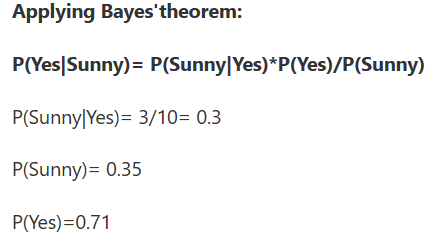 Applying Bayes'theorem:
P(Yes|Sunny)= P(Sunny|Yes)*P(Yes)/P(Sunny)
P(Sunny|Yes)= 3/10= 0.3
P(Sunny)= 0.35
P(Yes)=0.71